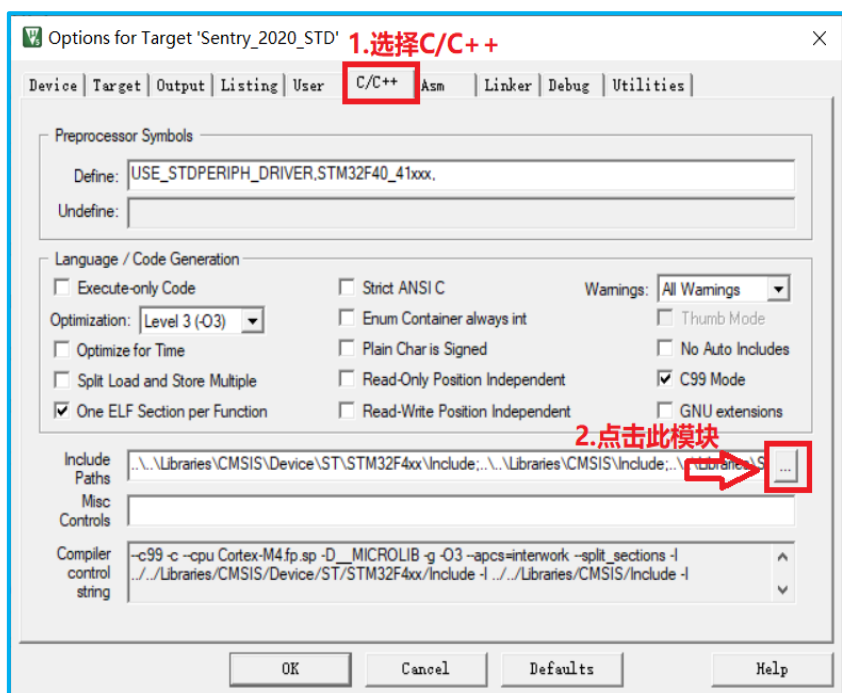 Options for Target 'Sentry_2020_STD'
1.选择C/C++
Device Target Output Listing User C/C++ Asm Linker Debug Utilities
Preprocessor Symbols
Define: USE_STDPERIPH_DRIVER,STM32F40_41xxx,
Undefine:
Language / Code Generation
Execute-only Code Strict ANSI C Warnings: All Warnings
Optimization: Level 3 (-O3) Enum Container always int Thumb Mode
Optimize for Time Plain Char is Signed No Auto Includes
Split Load and Store Multiple Read-Only Position Independent C99 Mode
One ELF Section per Function Read-Write Position Independent GNU extensions
2.点击此模块
Include Paths ..\..\Libraries\CMSIS\Device\ST\STM32F4xx\Include;..\..\Libraries\CMSIS\Include;..\..\Libraries\S ...
Misc Controls
Compiler control string --c99 -c --cpu Cortex-M4.fp.sp -D__MICROLIB -g -O3 --apcs=interwork --split_sections -I
../../Libraries/CMSIS/Device/ST/STM32F4xx/Include -I ../../Libraries/CMSIS/Include -I
OK Cancel Defaults Help